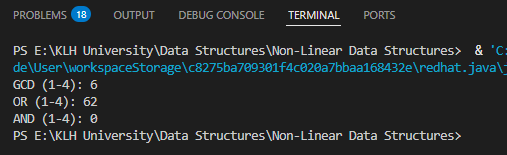 PROBLEMS 18 OUTPUT DEBUG CONSOLE TERMINAL PORTS
PS E:\KLH University\Data Structures\Non-Linear Data Structures> & 'C:
de\User\workspaceStorage\c8275ba709301f4c020a7bbaa168432e\redhat.java\j
GCD (1-4): 6
OR (1-4): 62
AND (1-4): 0
PS E:\KLH University\Data Structures\Non-Linear Data Structures>